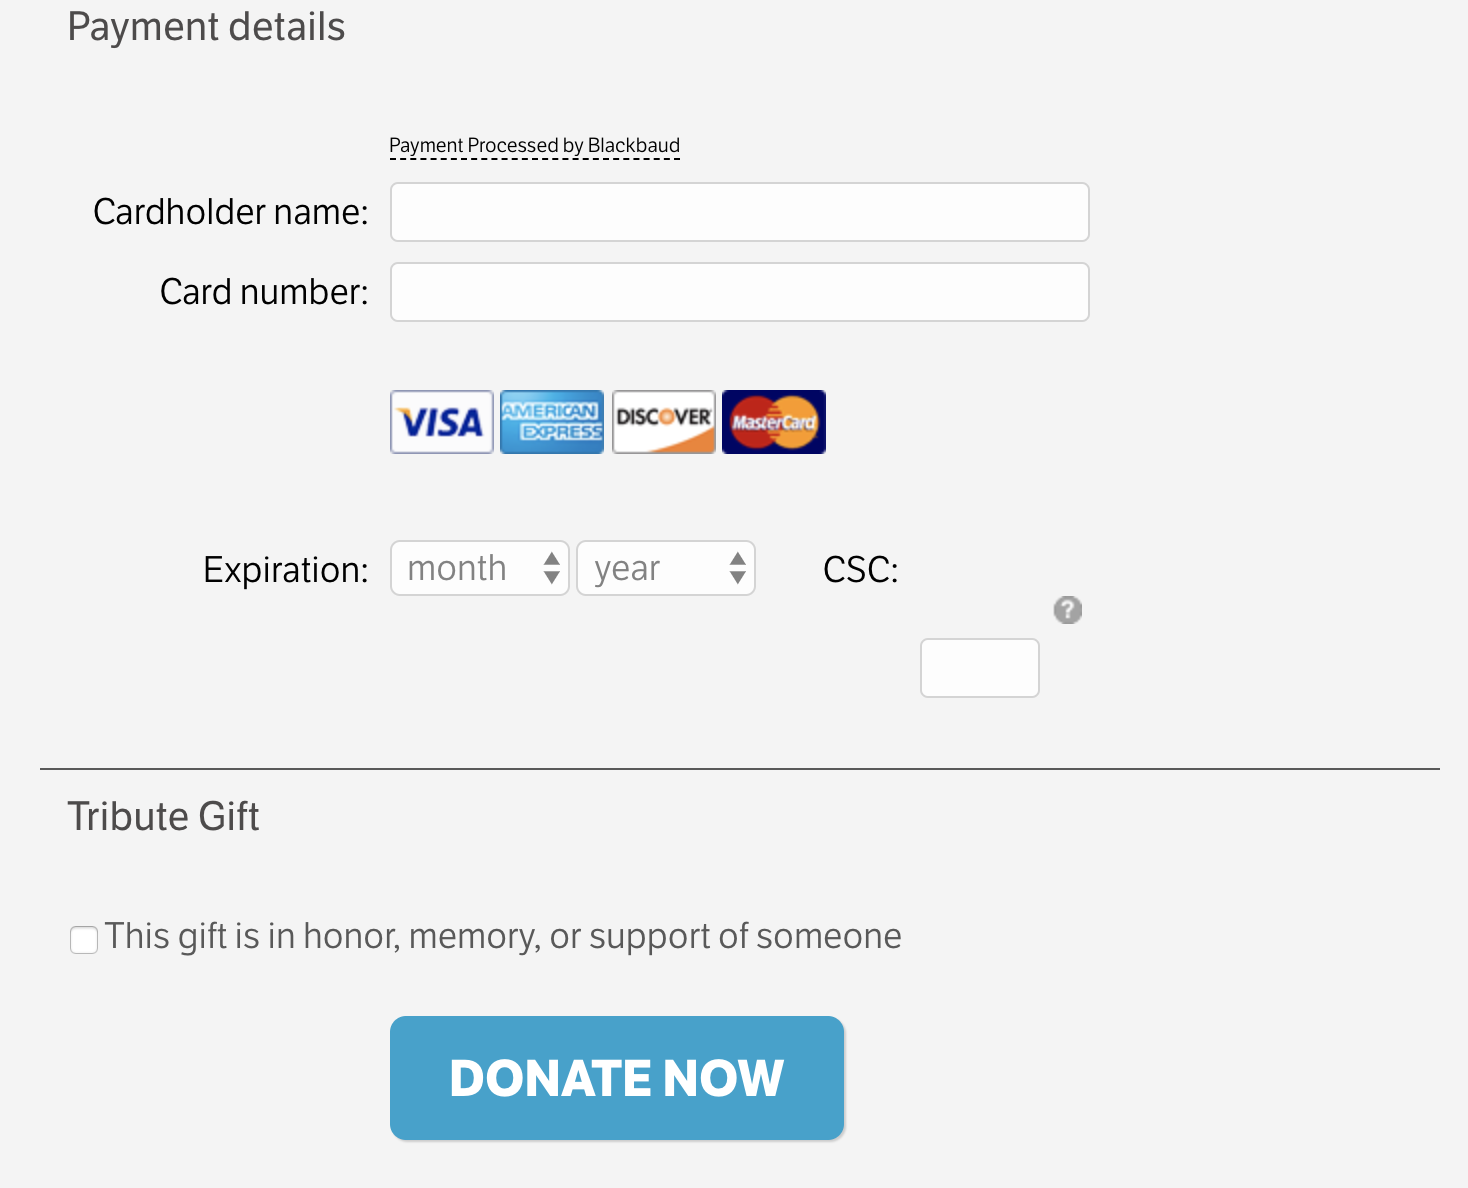 Payment details
Payment Processed by Blackbaud
Cardholder name:
Card number:
VISA AMERICAN EXPRESS DISCOVER MasterCard
Expiration: month year CSC:
?
Tribute Gift
This gift is in honor, memory, or support of someone
DONATE NOW